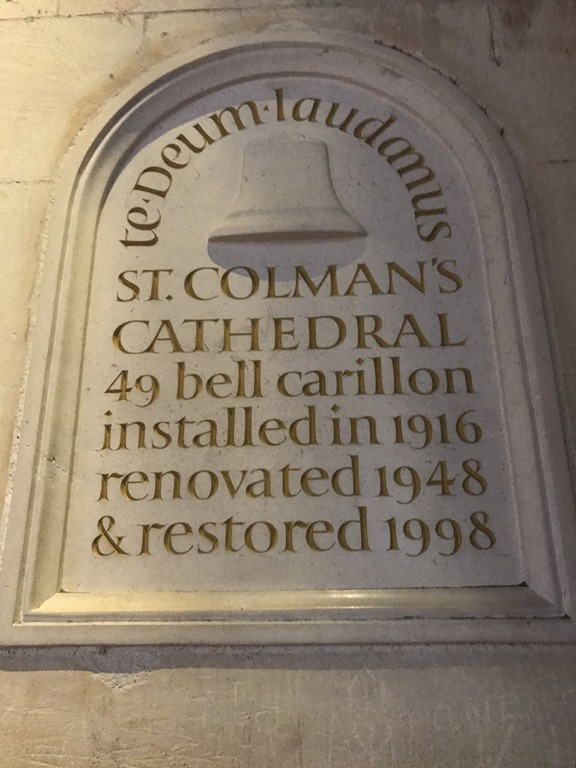 te·Deum·laudamus
ST. COLMAN'S
CATHEDRAL
49 bell carillon
installed in 1916
renovated 1948
& restored 1998